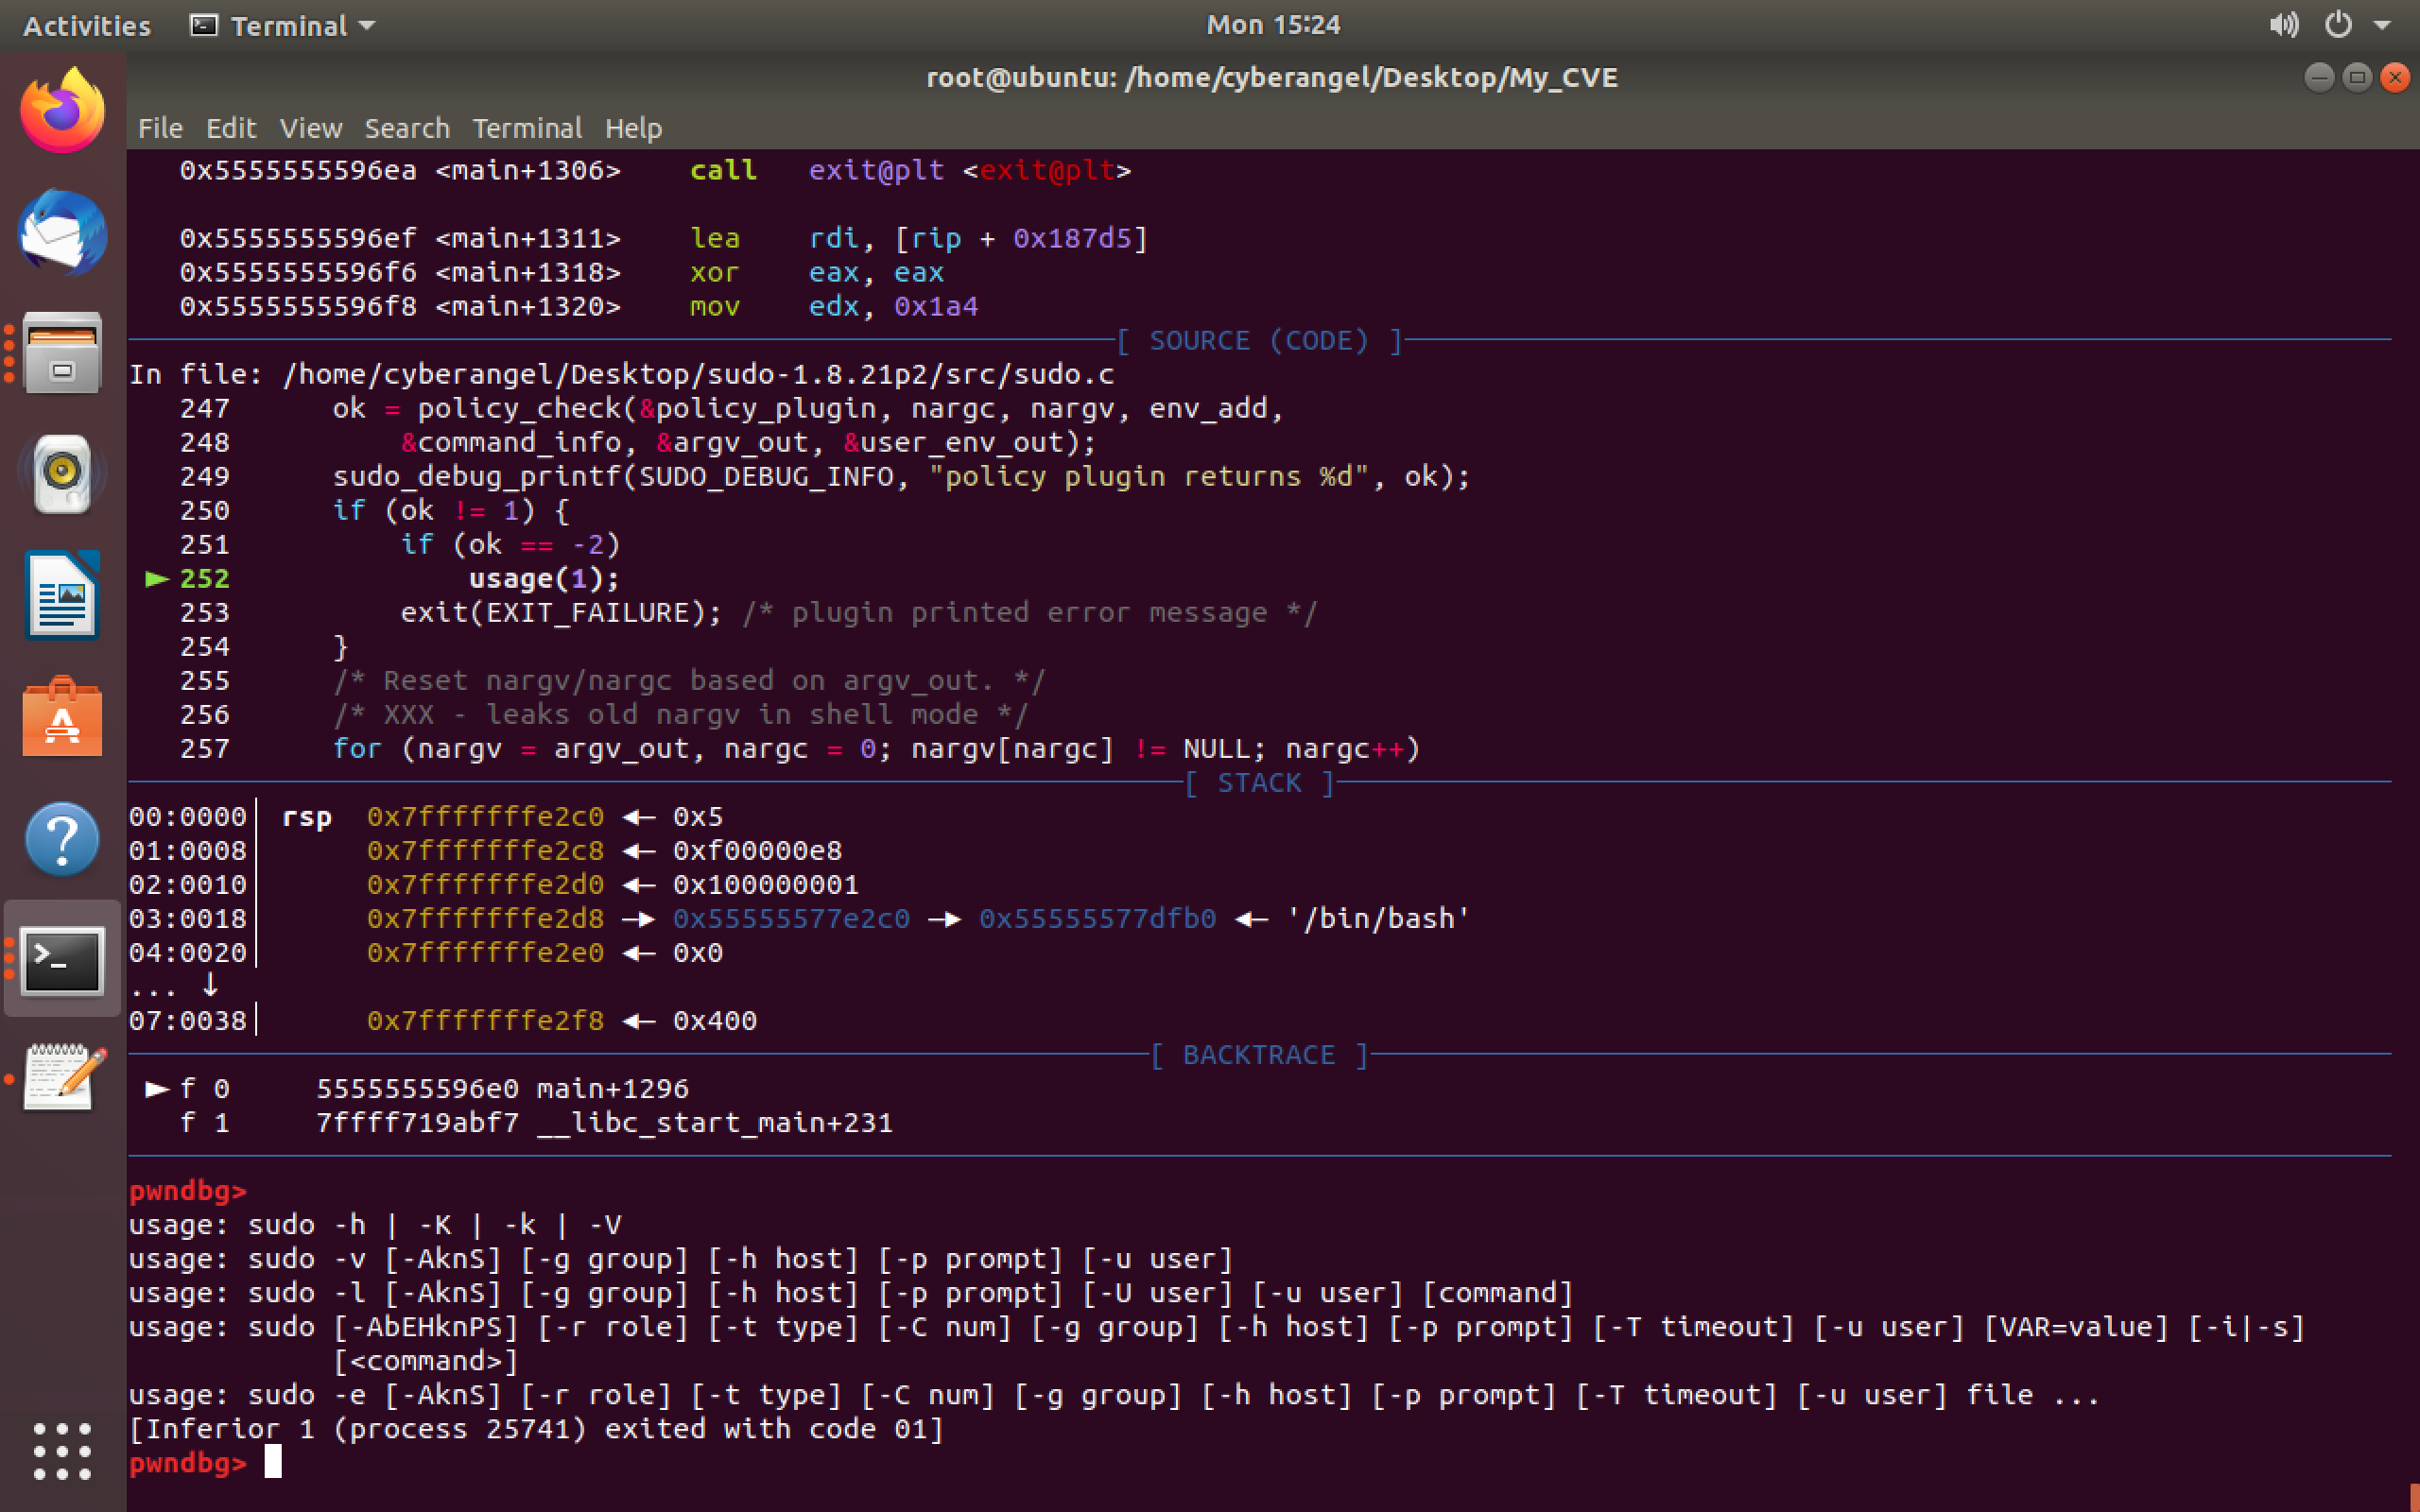 Activities Terminal Mon 15:24
root@ubuntu: /home/cyberangel/Desktop/My_CVE
File Edit View Search Terminal Help
0x5555555596ea <main+1306> call exit@plt <exit@plt>
0x5555555596ef <main+1311> lea rdi, [rip + 0x187d5]
0x5555555596f6 <main+1318> xor eax, eax
0x5555555596f8 <main+1320> mov edx, 0x1a4
[ SOURCE (CODE) ]
In file: /home/cyberangel/Desktop/sudo-1.8.21p2/src/sudo.c
247 ok = policy_check(&policy_plugin, nargc, nargv, env_add,
248 &command_info, &argv_out, &user_env_out);
249 sudo_debug_printf(SUDO_DEBUG_INFO, "policy plugin returns %d", ok);
250 if (ok != 1) {
251 if (ok == -2)
► 252 usage(1);
253 exit(EXIT_FAILURE); /* plugin printed error message */
254 }
255 /* Reset nargv/nargc based on argv_out. */
256 /* XXX - leaks old nargv in shell mode */
257 for (nargv = argv_out, nargc = 0; nargv[nargc] != NULL; nargc++)
[ STACK ]
00:0000│ rsp 0x7fffffffe2c0 ◄— 0x5
01:0008│ 0x7fffffffe2c8 ◄— 0xf00000e8
02:0010│ 0x7fffffffe2d0 ◄— 0x100000001
03:0018│ 0x7fffffffe2d8 —► 0x55555577e2c0 —► 0x55555577dfb0 ◄— '/bin/bash'
04:0020│ 0x7fffffffe2e0 ◄— 0x0
... ↓
07:0038│ 0x7fffffffe2f8 ◄— 0x400
[ BACKTRACE ]
► f 0 5555555596e0 main+1296
f 1 7ffff719abf7 __libc_start_main+231
pwndbg>
usage: sudo -h | -K | -k | -V
usage: sudo -v [-AknS] [-g group] [-h host] [-p prompt] [-u user]
usage: sudo -l [-AknS] [-g group] [-h host] [-p prompt] [-U user] [-u user] [command]
usage: sudo [-AbEHknPS] [-r role] [-t type] [-C num] [-g group] [-h host] [-p prompt] [-T timeout] [-u user] [VAR=value] [-i|-s]
[<command>]
usage: sudo -e [-AknS] [-r role] [-t type] [-C num] [-g group] [-h host] [-p prompt] [-T timeout] [-u user] file ...
[Inferior 1 (process 25741) exited with code 01]
pwndbg>